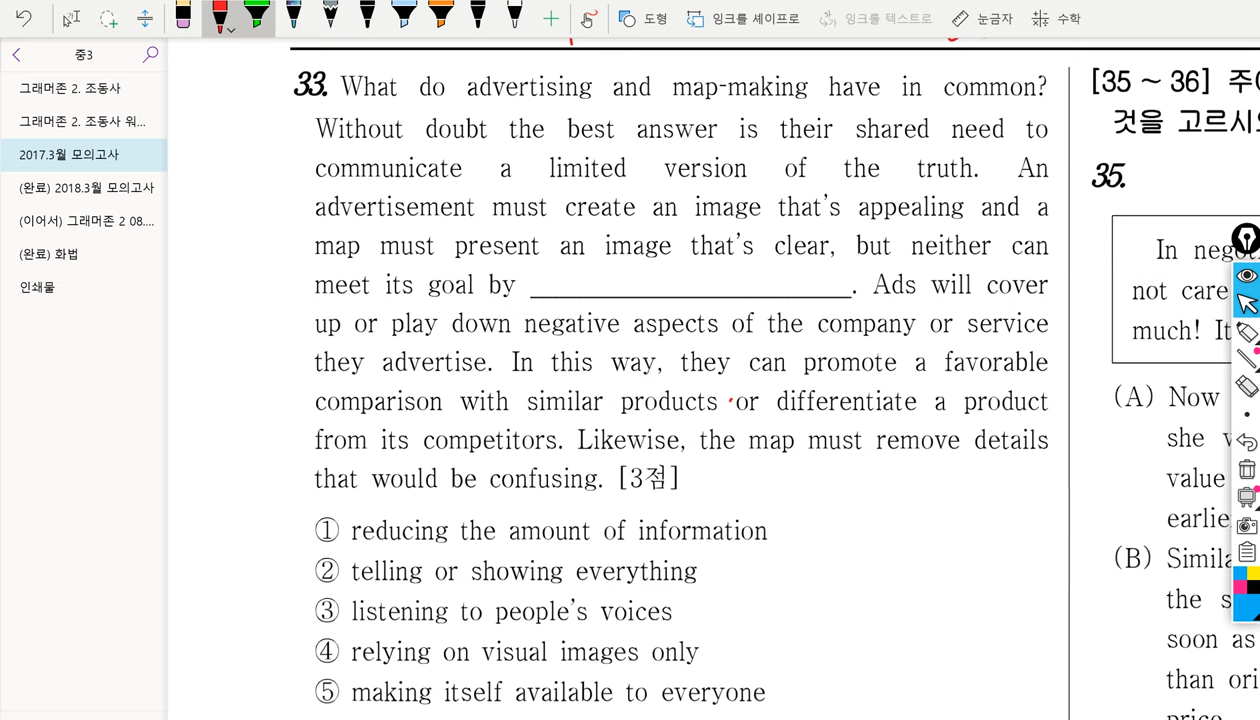 도형
잉크를 셰이프로
잉크를 텍스트로
눈금자
수학
중3
그래머존 2. 조동사
그래머존 2. 조동사 워...
2017.3월 모의고사
(완료) 2018.3월 모의고사
(이어서) 그래머존 2 08....
(완료) 화법
인쇄물
33. What do advertising and map-making have in common?
Without doubt the best answer is their shared need to
communicate a limited version of the truth. An
advertisement must create an image that's appealing and a
map must present an image that's clear, but neither can
meet its goal by ____________________. Ads will cover
up or play down negative aspects of the company or service
they advertise. In this way, they can promote a favorable
comparison with similar products or differentiate a product
from its competitors. Likewise, the map must remove details
that would be confusing. [3점]
① reducing the amount of information
② telling or showing everything
③ listening to people's voices
④ relying on visual images only
⑤ making itself available to everyone
[35 ~ 36]
것을
35.
In
not care
much!
(A) Now
she
value
(B)
the
soon as
than